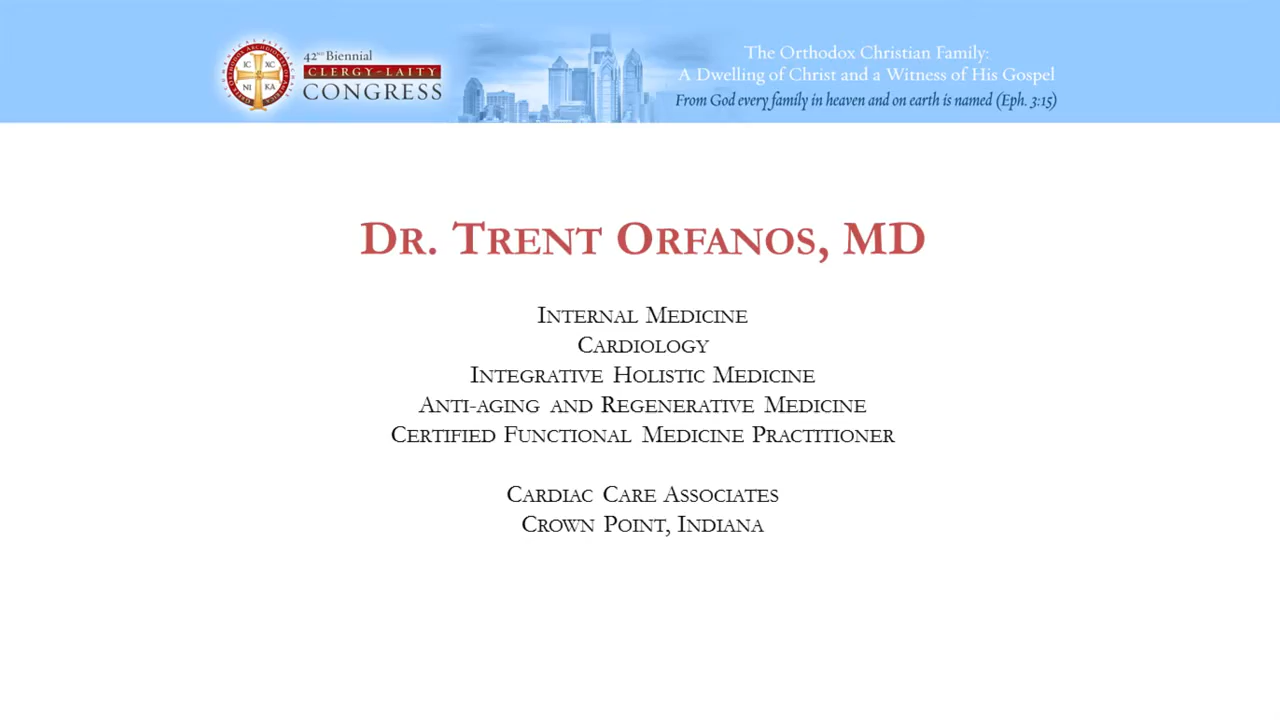 42ND Biennial
CLERGY-LAITY
CONGRESS
IC XC
NI KA
The Orthodox Christian Family:
A Dwelling of Christ and a Witness of His Gospel
From God every family in heaven and on earth is named (Eph. 3:15)
DR. TRENT ORFANOS, MD
INTERNAL MEDICINE
CARDIOLOGY
INTEGRATIVE HOLISTIC MEDICINE
ANTI-AGING AND REGENERATIVE MEDICINE
CERTIFIED FUNCTIONAL MEDICINE PRACTITIONER
CARDIAC CARE ASSOCIATES
CROWN POINT, INDIANA